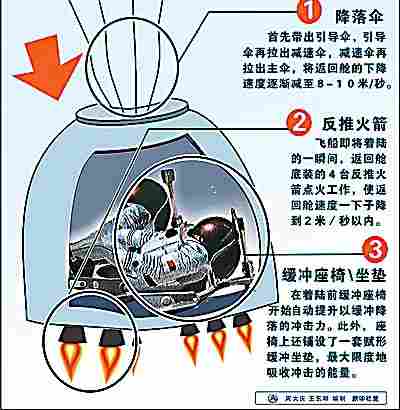 1 降落伞
首先带出引导伞，引导
伞再拉出减速伞，减速伞再
拉出主伞，将返回舱的下降
速度逐渐减至8-10米/秒。
2 反推火箭
飞船即将着陆
的一瞬间，返回舱
底装的4台反推火
箭点火工作，使返
回舱速度一下子降
到2米/秒以内。
3
缓冲座椅\坐垫
在着陆前缓冲座椅
开始自动提升以缓冲降
落的冲击力。此外，座
椅上还铺设了一套赋形
缓冲坐垫，最大限度地
吸收冲击的能量。
编制 新华社发